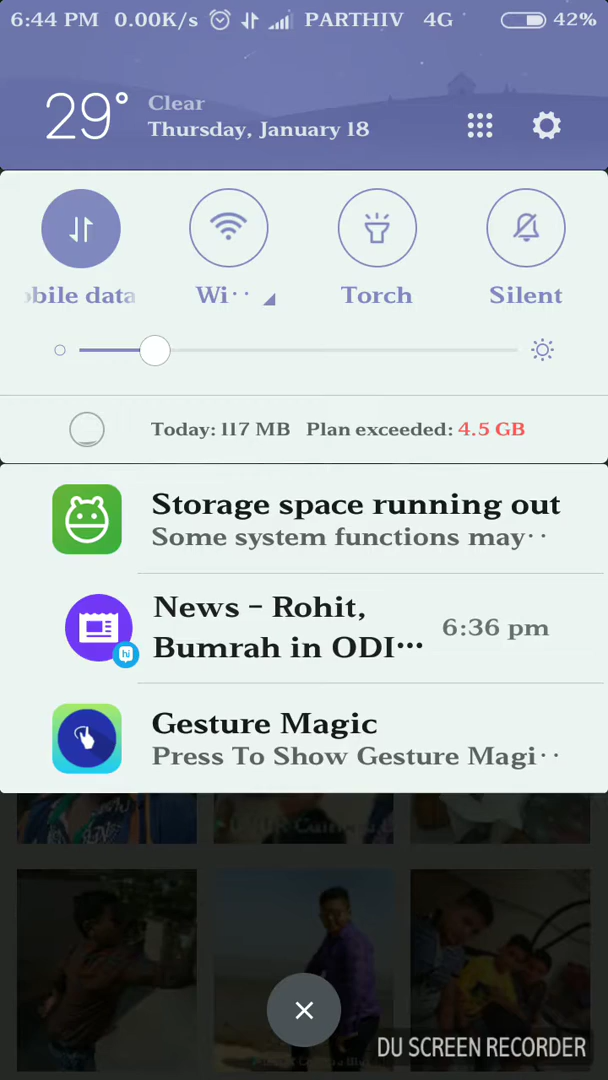 6:44 PM 0.00K/s PARTHIV 4G 42%
29° Clear
Thursday, January 18
obile data Wi·· Torch Silent
Today: 117 MB Plan exceeded: 4.5 GB
Storage space running out
Some system functions may··
News - Rohit,
Bumrah in ODI··· 6:36 pm
hi
Gesture Magic
Press To Show Gesture Magi··
DU SCREEN RECORDER